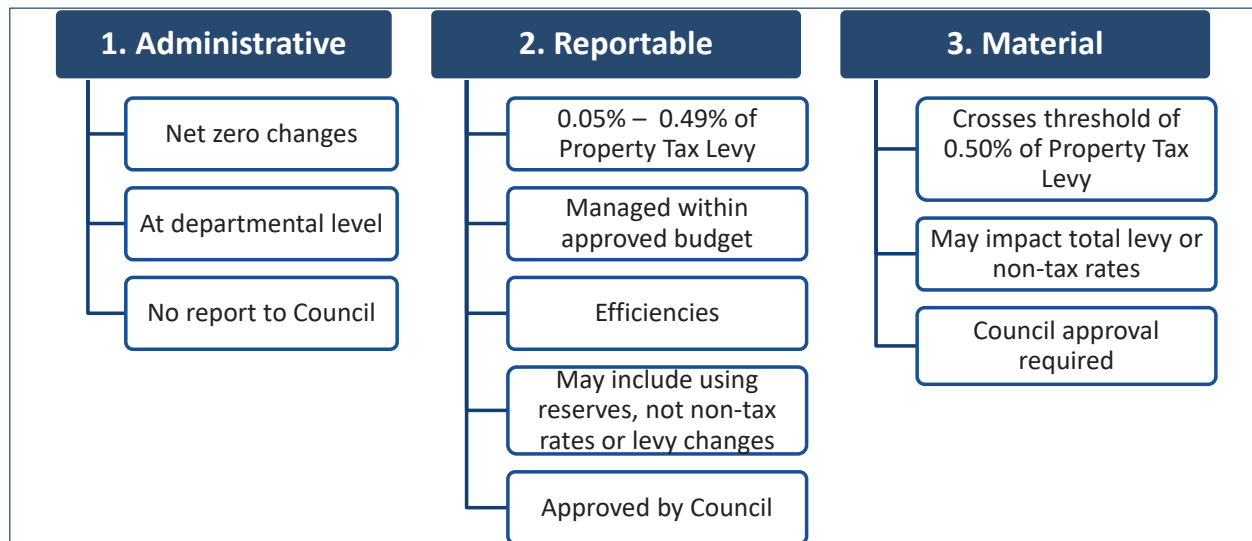 1. Administrative
Net zero changes
At departmental level
No report to Council
2. Reportable
0.05% – 0.49% of
Property Tax Levy
Managed within
approved budget
Efficiencies
May include using
reserves, not non-tax
rates or levy changes
Approved by Council
3. Material
Crosses threshold of
0.50% of Property Tax
Levy
May impact total levy or
non-tax rates
Council approval
required